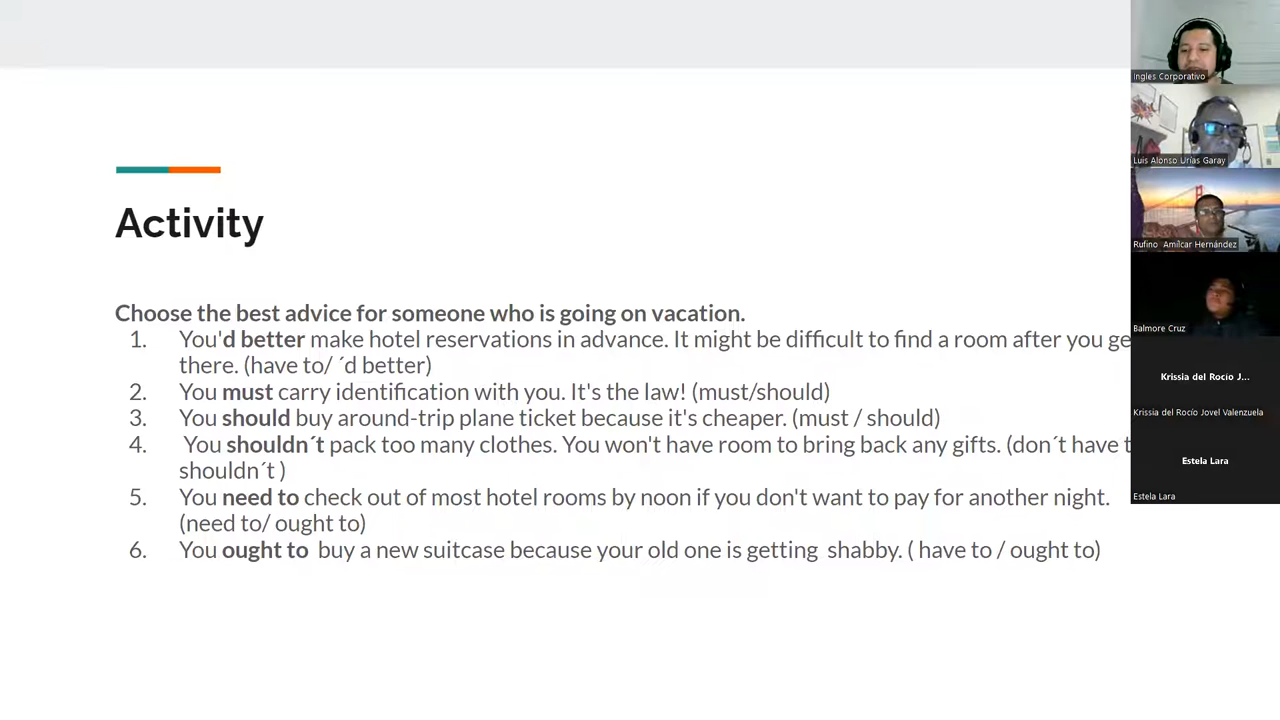 Activity
Choose the best advice for someone who is going on vacation.
1. You'd better make hotel reservations in advance. It might be difficult to find a room after you ge
there. (have to/ ´d better)
2. You must carry identification with you. It's the law! (must/should)
3. You should buy around-trip plane ticket because it's cheaper. (must / should)
4. You shouldn´t pack too many clothes. You won't have room to bring back any gifts. (don´t have t
shouldn´t )
5. You need to check out of most hotel rooms by noon if you don't want to pay for another night.
(need to/ ought to)
6. You ought to buy a new suitcase because your old one is getting shabby. ( have to / ought to)
Ingles Corporativo
Luis Alonso Urías Garay
Rufino Amílcar Hernández
Balmore Cruz
Krissia del Rocío J...
Krissia del Rocío Jovel Valenzuela
Estela Lara
Estela Lara